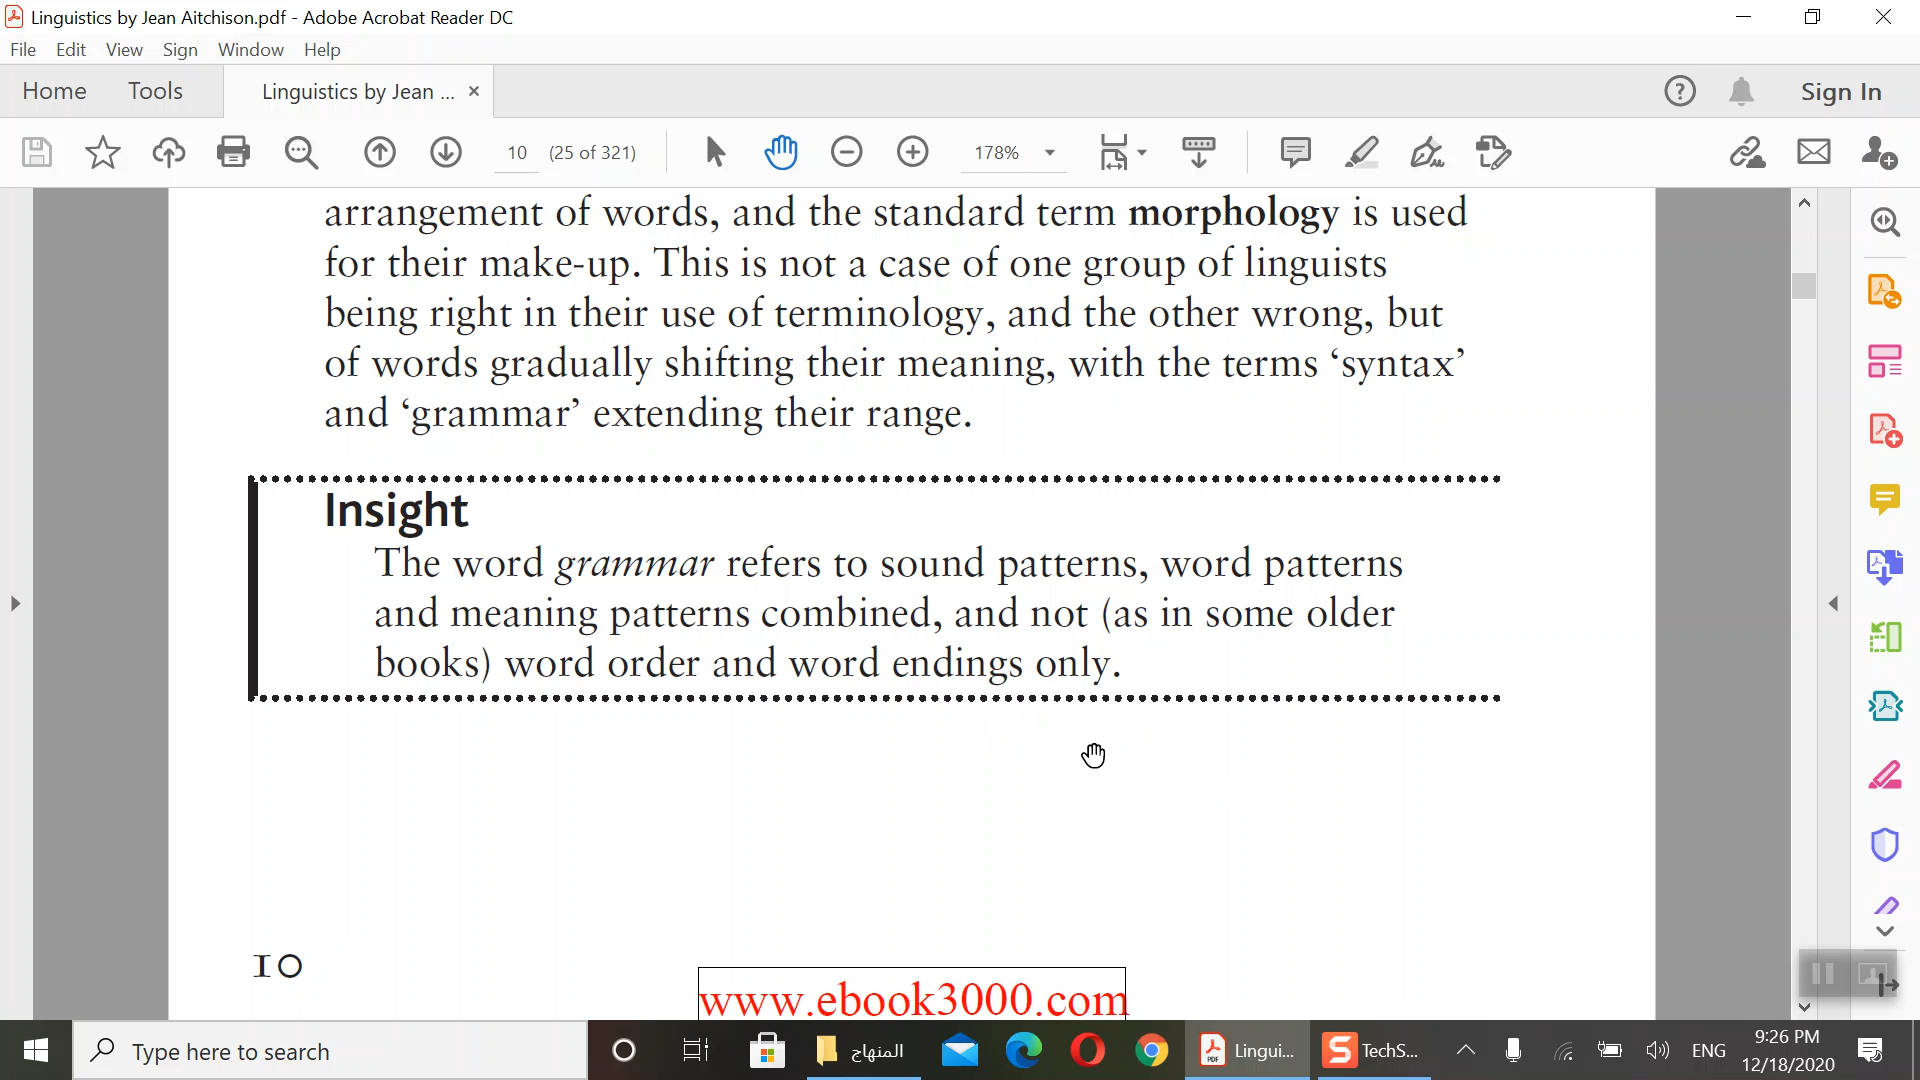 Linguistics by Jean Aitchison.pdf - Adobe Acrobat Reader DC
File Edit View Sign Window Help
Home Tools Linguistics by Jean ... × Sign In
10 (25 of 321) 178%
arrangement of words, and the standard term morphology is used
for their make-up. This is not a case of one group of linguists
being right in their use of terminology, and the other wrong, but
of words gradually shifting their meaning, with the terms ‘syntax’
and ‘grammar’ extending their range.
Insight
The word grammar refers to sound patterns, word patterns
and meaning patterns combined, and not (as in some older
books) word order and word endings only.
10
www.ebook3000.com
Type here to search المنهاج Lingui... TechS... ENG 9:26 PM
12/18/2020